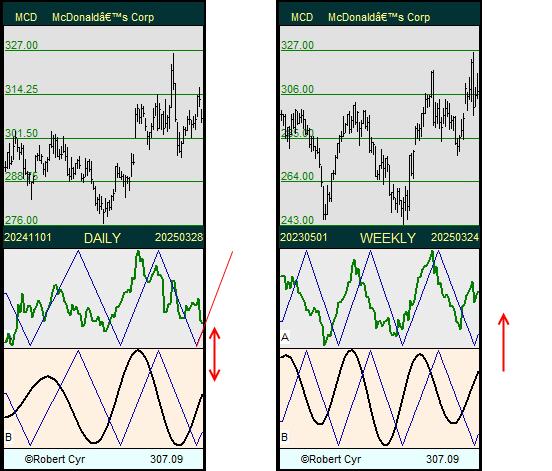 MCD McDonaldâ€™s Corp
327.00
314.25
301.50
288.75
276.00
20241101 DAILY 20250328
B
B
©Robert Cyr 307.09
MCD McDonaldâ€™s Corp
327.00
306.00
285.00
264.00
243.00
20230501 WEEKLY 20250324
A
B
©Robert Cyr 307.09